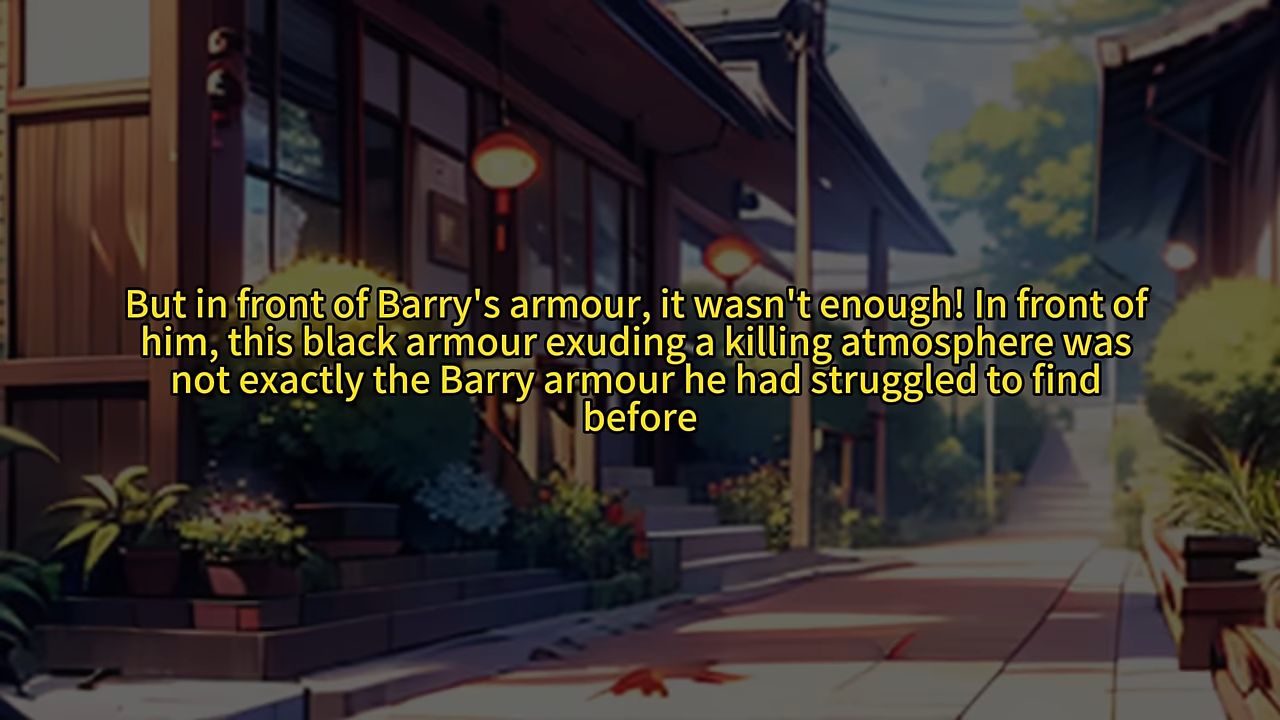 But in front of Barry's armour, it wasn't enough! In front of
him, this black armour exuding a killing atmosphere was
not exactly the Barry armour he had struggled to find
before